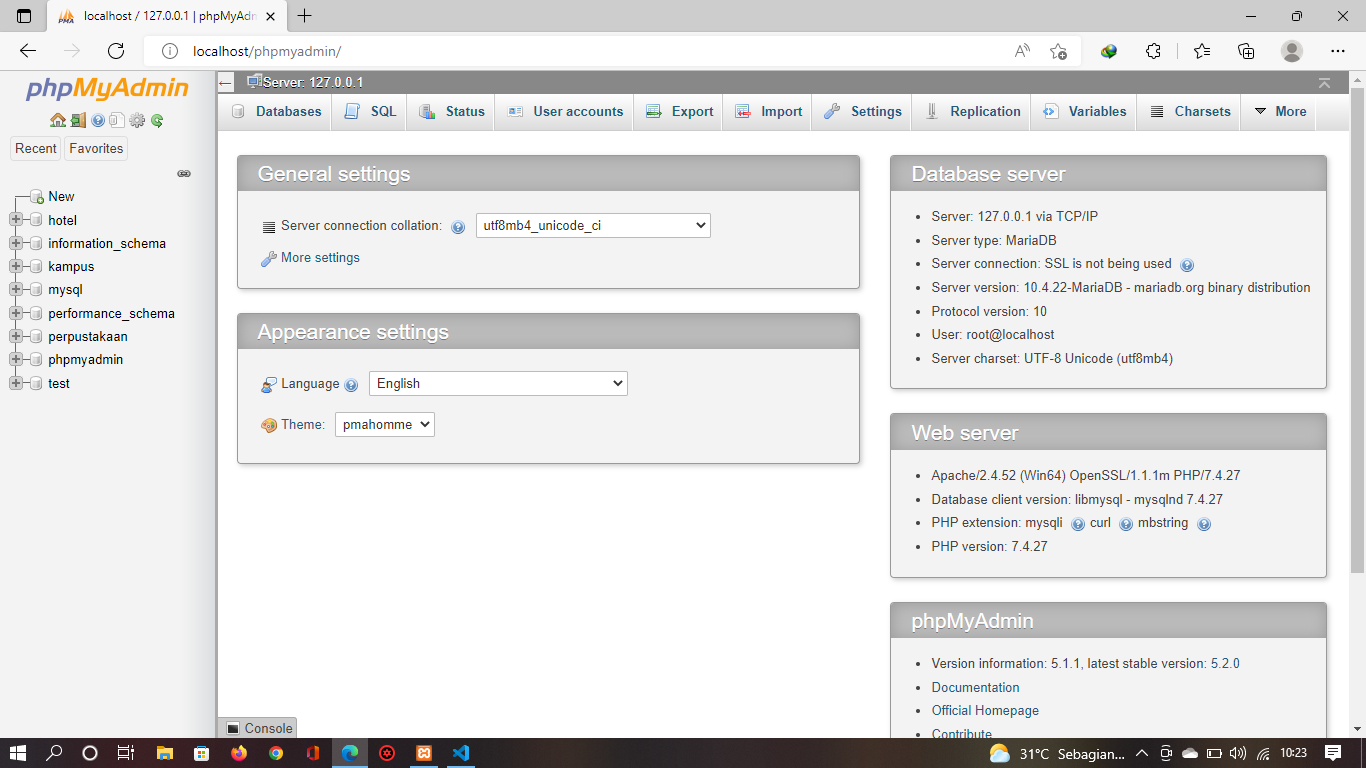 localhost / 127.0.0.1 | phpMyAdm
localhost/phpmyadmin/
phpMyAdmin
Recent
Favorites
New
hotel
information_schema
kampus
mysql
performance_schema
perpustakaan
phpmyadmin
test
Server: 127.0.0.1
Databases SQL Status User accounts Export Import Settings Replication Variables Charsets More
General settings
Server connection collation: utf8mb4_unicode_ci
More settings
Appearance settings
Language English
Theme: pmahomme
Database server
Server: 127.0.0.1 via TCP/IP
Server type: MariaDB
Server connection: SSL is not being used
Server version: 10.4.22-MariaDB - mariadb.org binary distribution
Protocol version: 10
User: root@localhost
Server charset: UTF-8 Unicode (utf8mb4)
Web server
Apache/2.4.52 (Win64) OpenSSL/1.1.1m PHP/7.4.27
Database client version: libmysql - mysqlnd 7.4.27
PHP extension: mysqli curl mbstring
PHP version: 7.4.27
phpMyAdmin
Version information: 5.1.1, latest stable version: 5.2.0
Documentation
Official Homepage
Contribute
Console
31°C Sebagian...
10:23